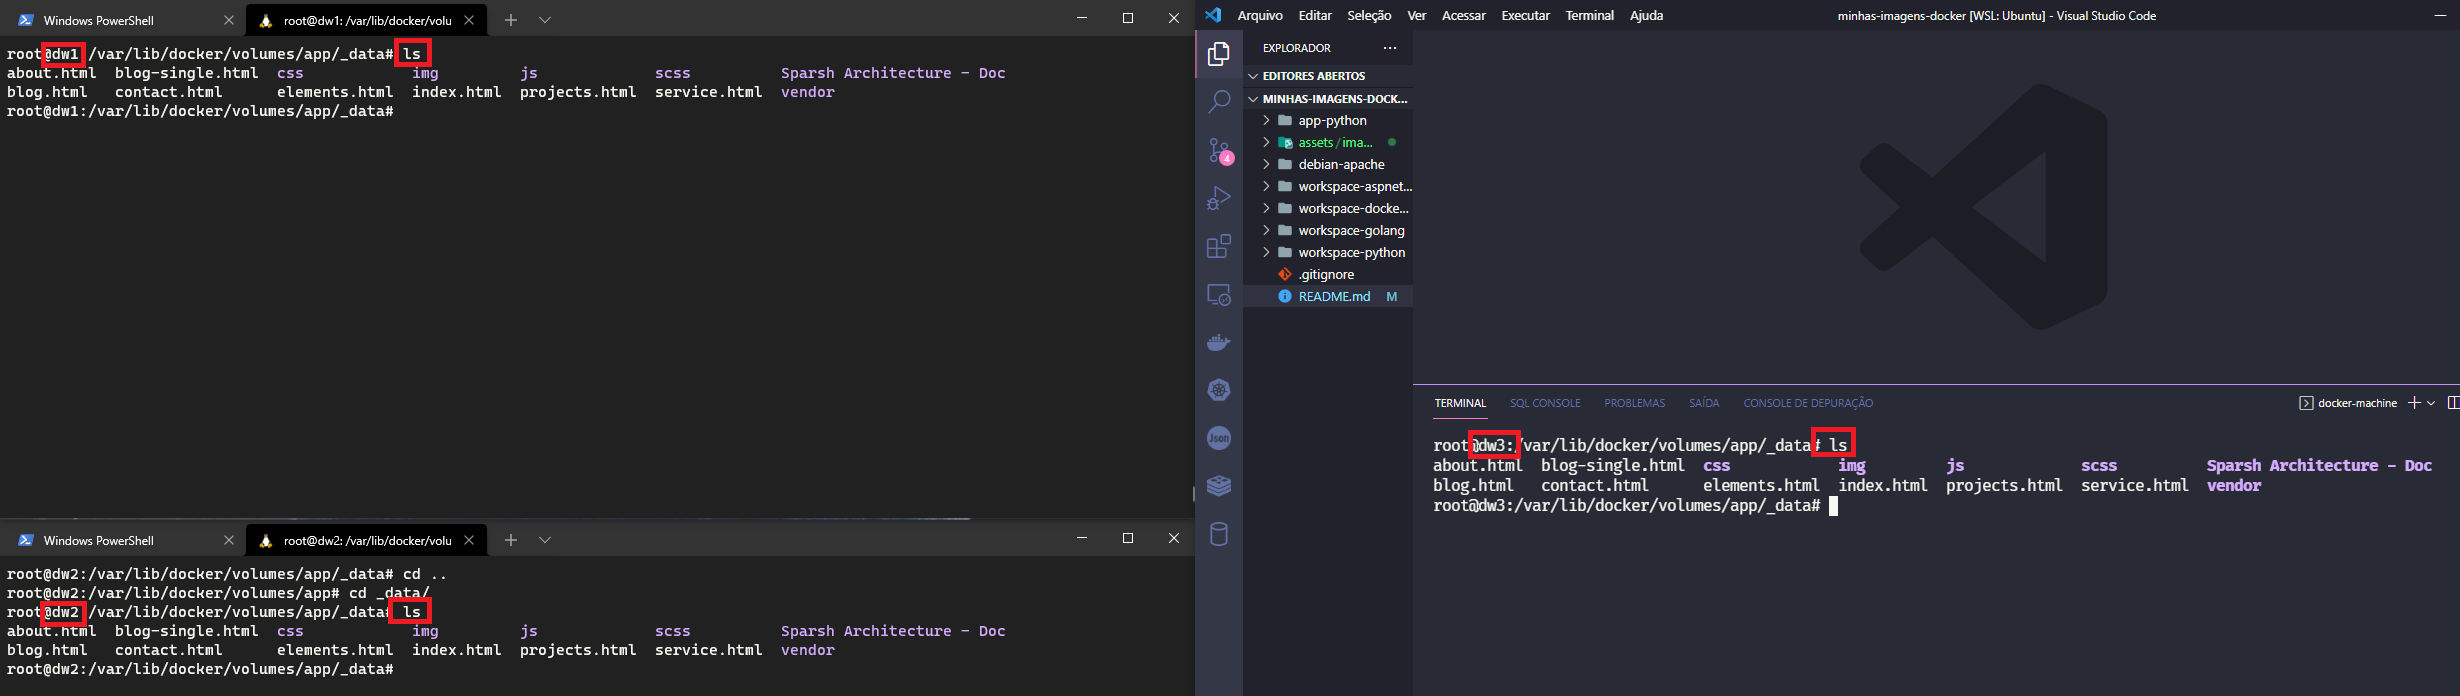 Windows PowerShell
root@dw1: /var/lib/docker/volu
root@dw1:/var/lib/docker/volumes/app/_data# ls
about.html  blog-single.html  css            img         js             scss          Sparsh Architecture - Doc
blog.html   contact.html      elements.html  index.html  projects.html  service.html  vendor
root@dw1:/var/lib/docker/volumes/app/_data#
Windows PowerShell
root@dw2: /var/lib/docker/volu
root@dw2:/var/lib/docker/volumes/app/_data# cd ..
root@dw2:/var/lib/docker/volumes/app# cd _data/
root@dw2:/var/lib/docker/volumes/app/_data# ls
about.html  blog-single.html  css            img         js             scss          Sparsh Architecture - Doc
blog.html   contact.html      elements.html  index.html  projects.html  service.html  vendor
root@dw2:/var/lib/docker/volumes/app/_data#
Arquivo Editar Seleção Ver Acessar Executar Terminal Ajuda
minhas-imagens-docker [WSL: Ubuntu] - Visual Studio Code
EXPLORADOR
EDITORES ABERTOS
MINHAS-IMAGENS-DOCK...
app-python
assets/ima...
debian-apache
workspace-aspnet...
workspace-docke...
workspace-golang
workspace-python
.gitignore
README.md M
4
Json
TERMINAL SQL CONSOLE PROBLEMAS SAÍDA CONSOLE DE DEPURAÇÃO
docker-machine
root@dw3:/var/lib/docker/volumes/app/_data# ls
about.html  blog-single.html  css            img         js             scss          Sparsh Architecture - Doc
blog.html   contact.html      elements.html  index.html  projects.html  service.html  vendor
root@dw3:/var/lib/docker/volumes/app/_data#